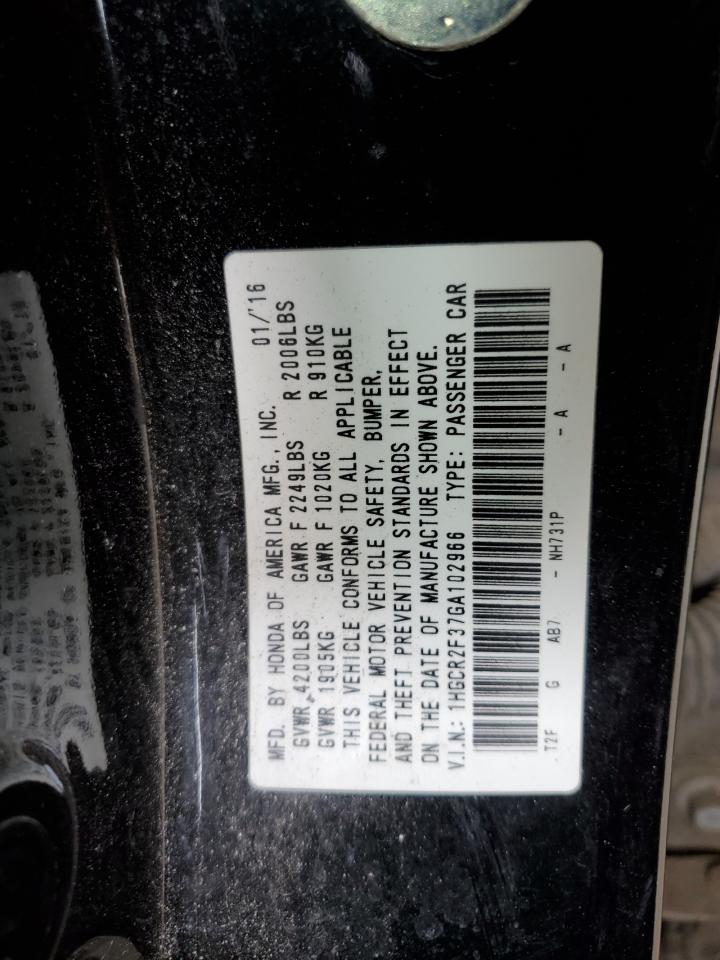 MFD. BY HONDA OF AMERICA MFG., INC. 01/'16
GVWR 4200LBS GAWR F 2249LBS R 2006LBS
GVWR 1905KG GAWR F 1020KG R 910KG
THIS VEHICLE CONFORMS TO ALL APPLICABLE
FEDERAL MOTOR VEHICLE SAFETY, BUMPER,
AND THEFT PREVENTION STANDARDS IN EFFECT
ON THE DATE OF MANUFACTURE SHOWN ABOVE.
V.I.N.: 1HGCR2F37GA102966 TYPE: PASSENGER CAR
T2F G AB7 - NH731P - A - A